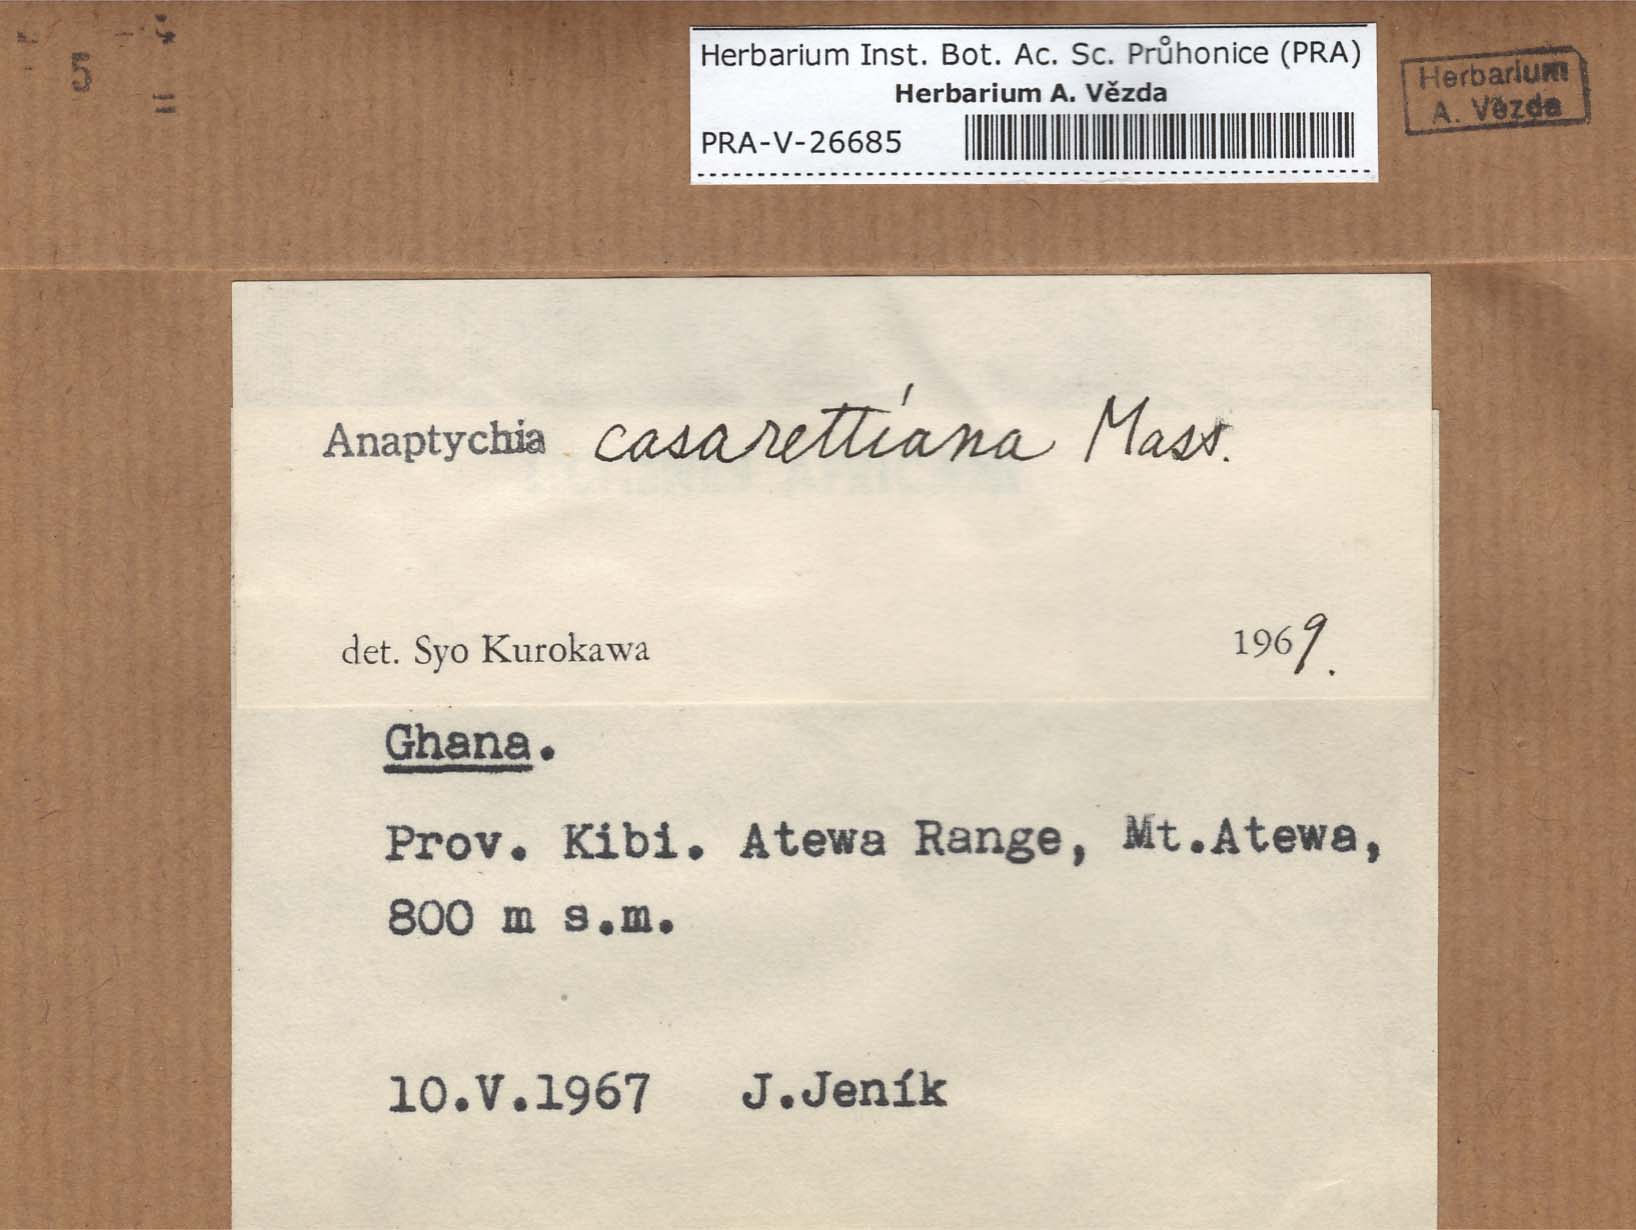 5
Herbarium Inst. Bot. Ac. Sc. Průhonice (PRA)
Herbarium A. Vězda
PRA-V-26685
Herbarium
A. Vězda
Anaptychia casarettiana Mass.
det. Syo Kurokawa 1969.
Ghana.
Prov. Kibi. Atewa Range, Mt.Atewa,
800 m s.m.
10.V.1967 J.Jeník